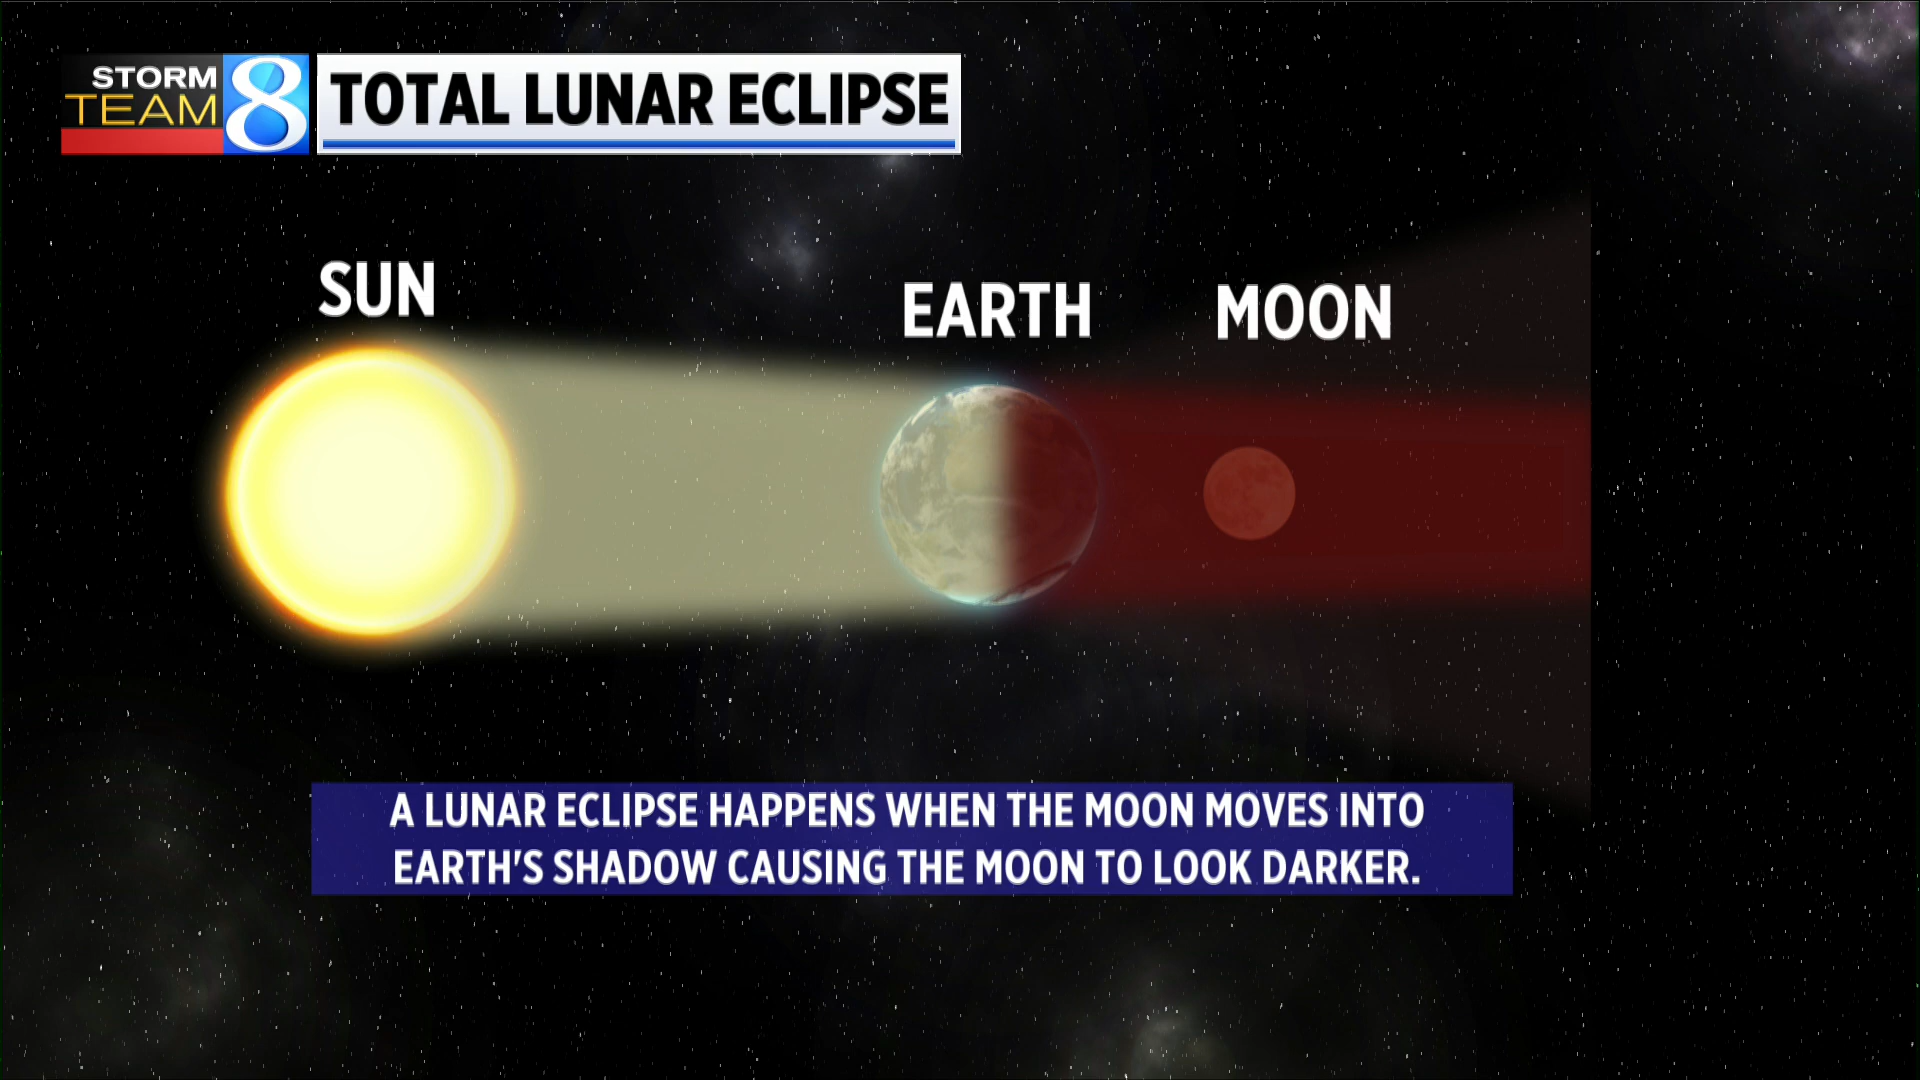 STORM
TEAM
8
TOTAL LUNAR ECLIPSE
SUN
EARTH
MOON
A LUNAR ECLIPSE HAPPENS WHEN THE MOON MOVES INTO
EARTH'S SHADOW CAUSING THE MOON TO LOOK DARKER.